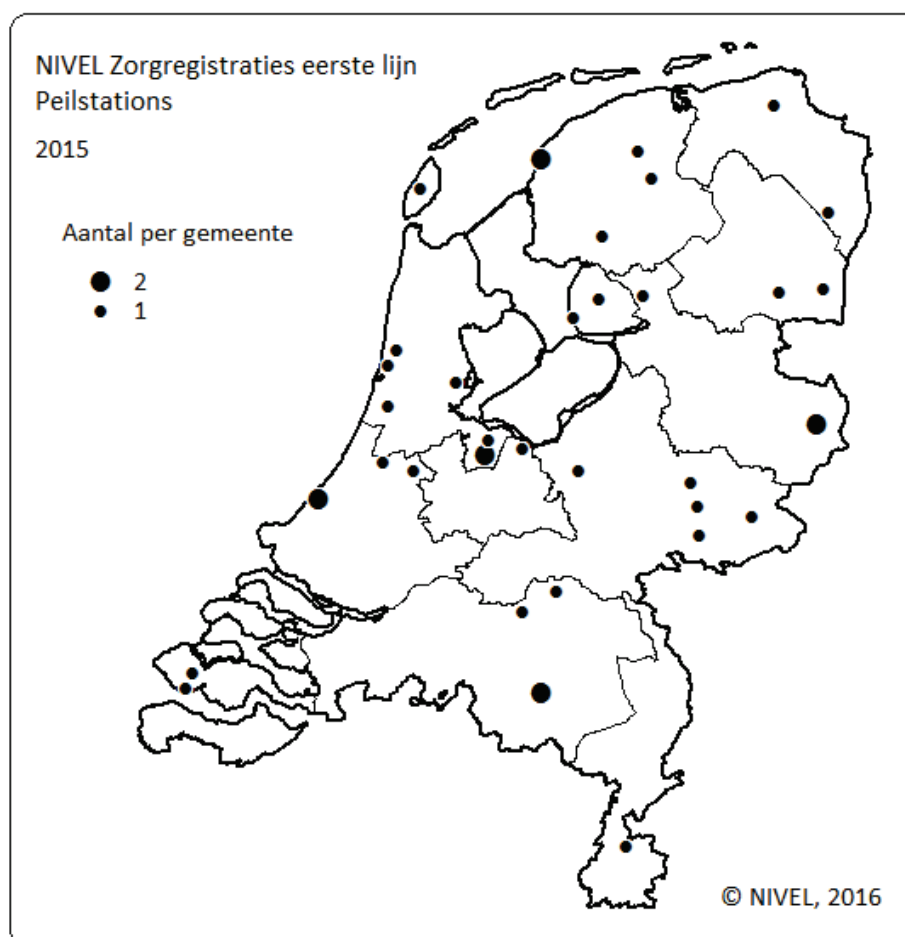 NIVEL Zorgregistraties eerste lijn
Peilstations
2015
Aantal per gemeente
2
1
© NIVEL, 2016